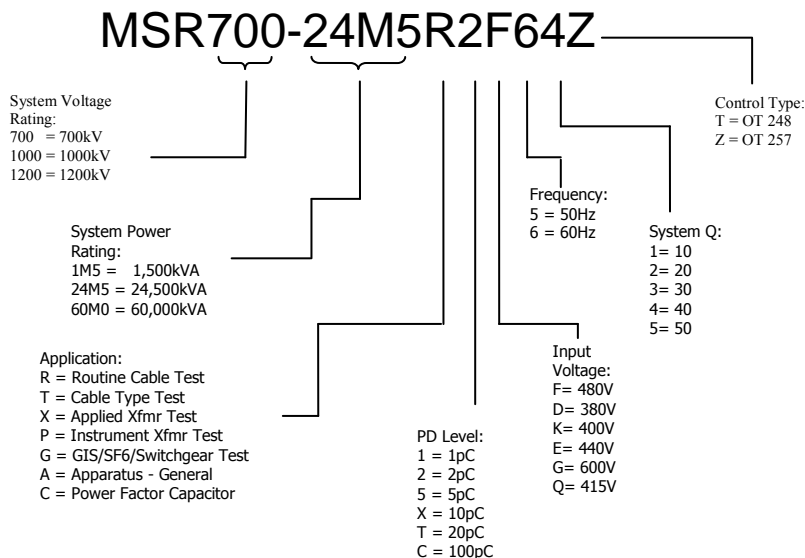 MSR700-24M5R2F64Z
System Voltage
Rating:
700 = 700kV
1000 = 1000kV
1200 = 1200kV
Control Type:
T = OT 248
Z = OT 257
Frequency:
5 = 50Hz
6 = 60Hz
System Power
Rating:
1M5 = 1,500kVA
24M5 = 24,500kVA
60M0 = 60,000kVA
System Q:
1= 10
2= 20
3= 30
4= 40
5= 50
Application:
R = Routine Cable Test
T = Cable Type Test
X = Applied Xfmr Test
P = Instrument Xfmr Test
G = GIS/SF6/Switchgear Test
A = Apparatus - General
C = Power Factor Capacitor
Input
Voltage:
F= 480V
D= 380V
K= 400V
E= 440V
G= 600V
Q= 415V
PD Level:
1 = 1pC
2 = 2pC
5 = 5pC
X = 10pC
T = 20pC
C = 100pC